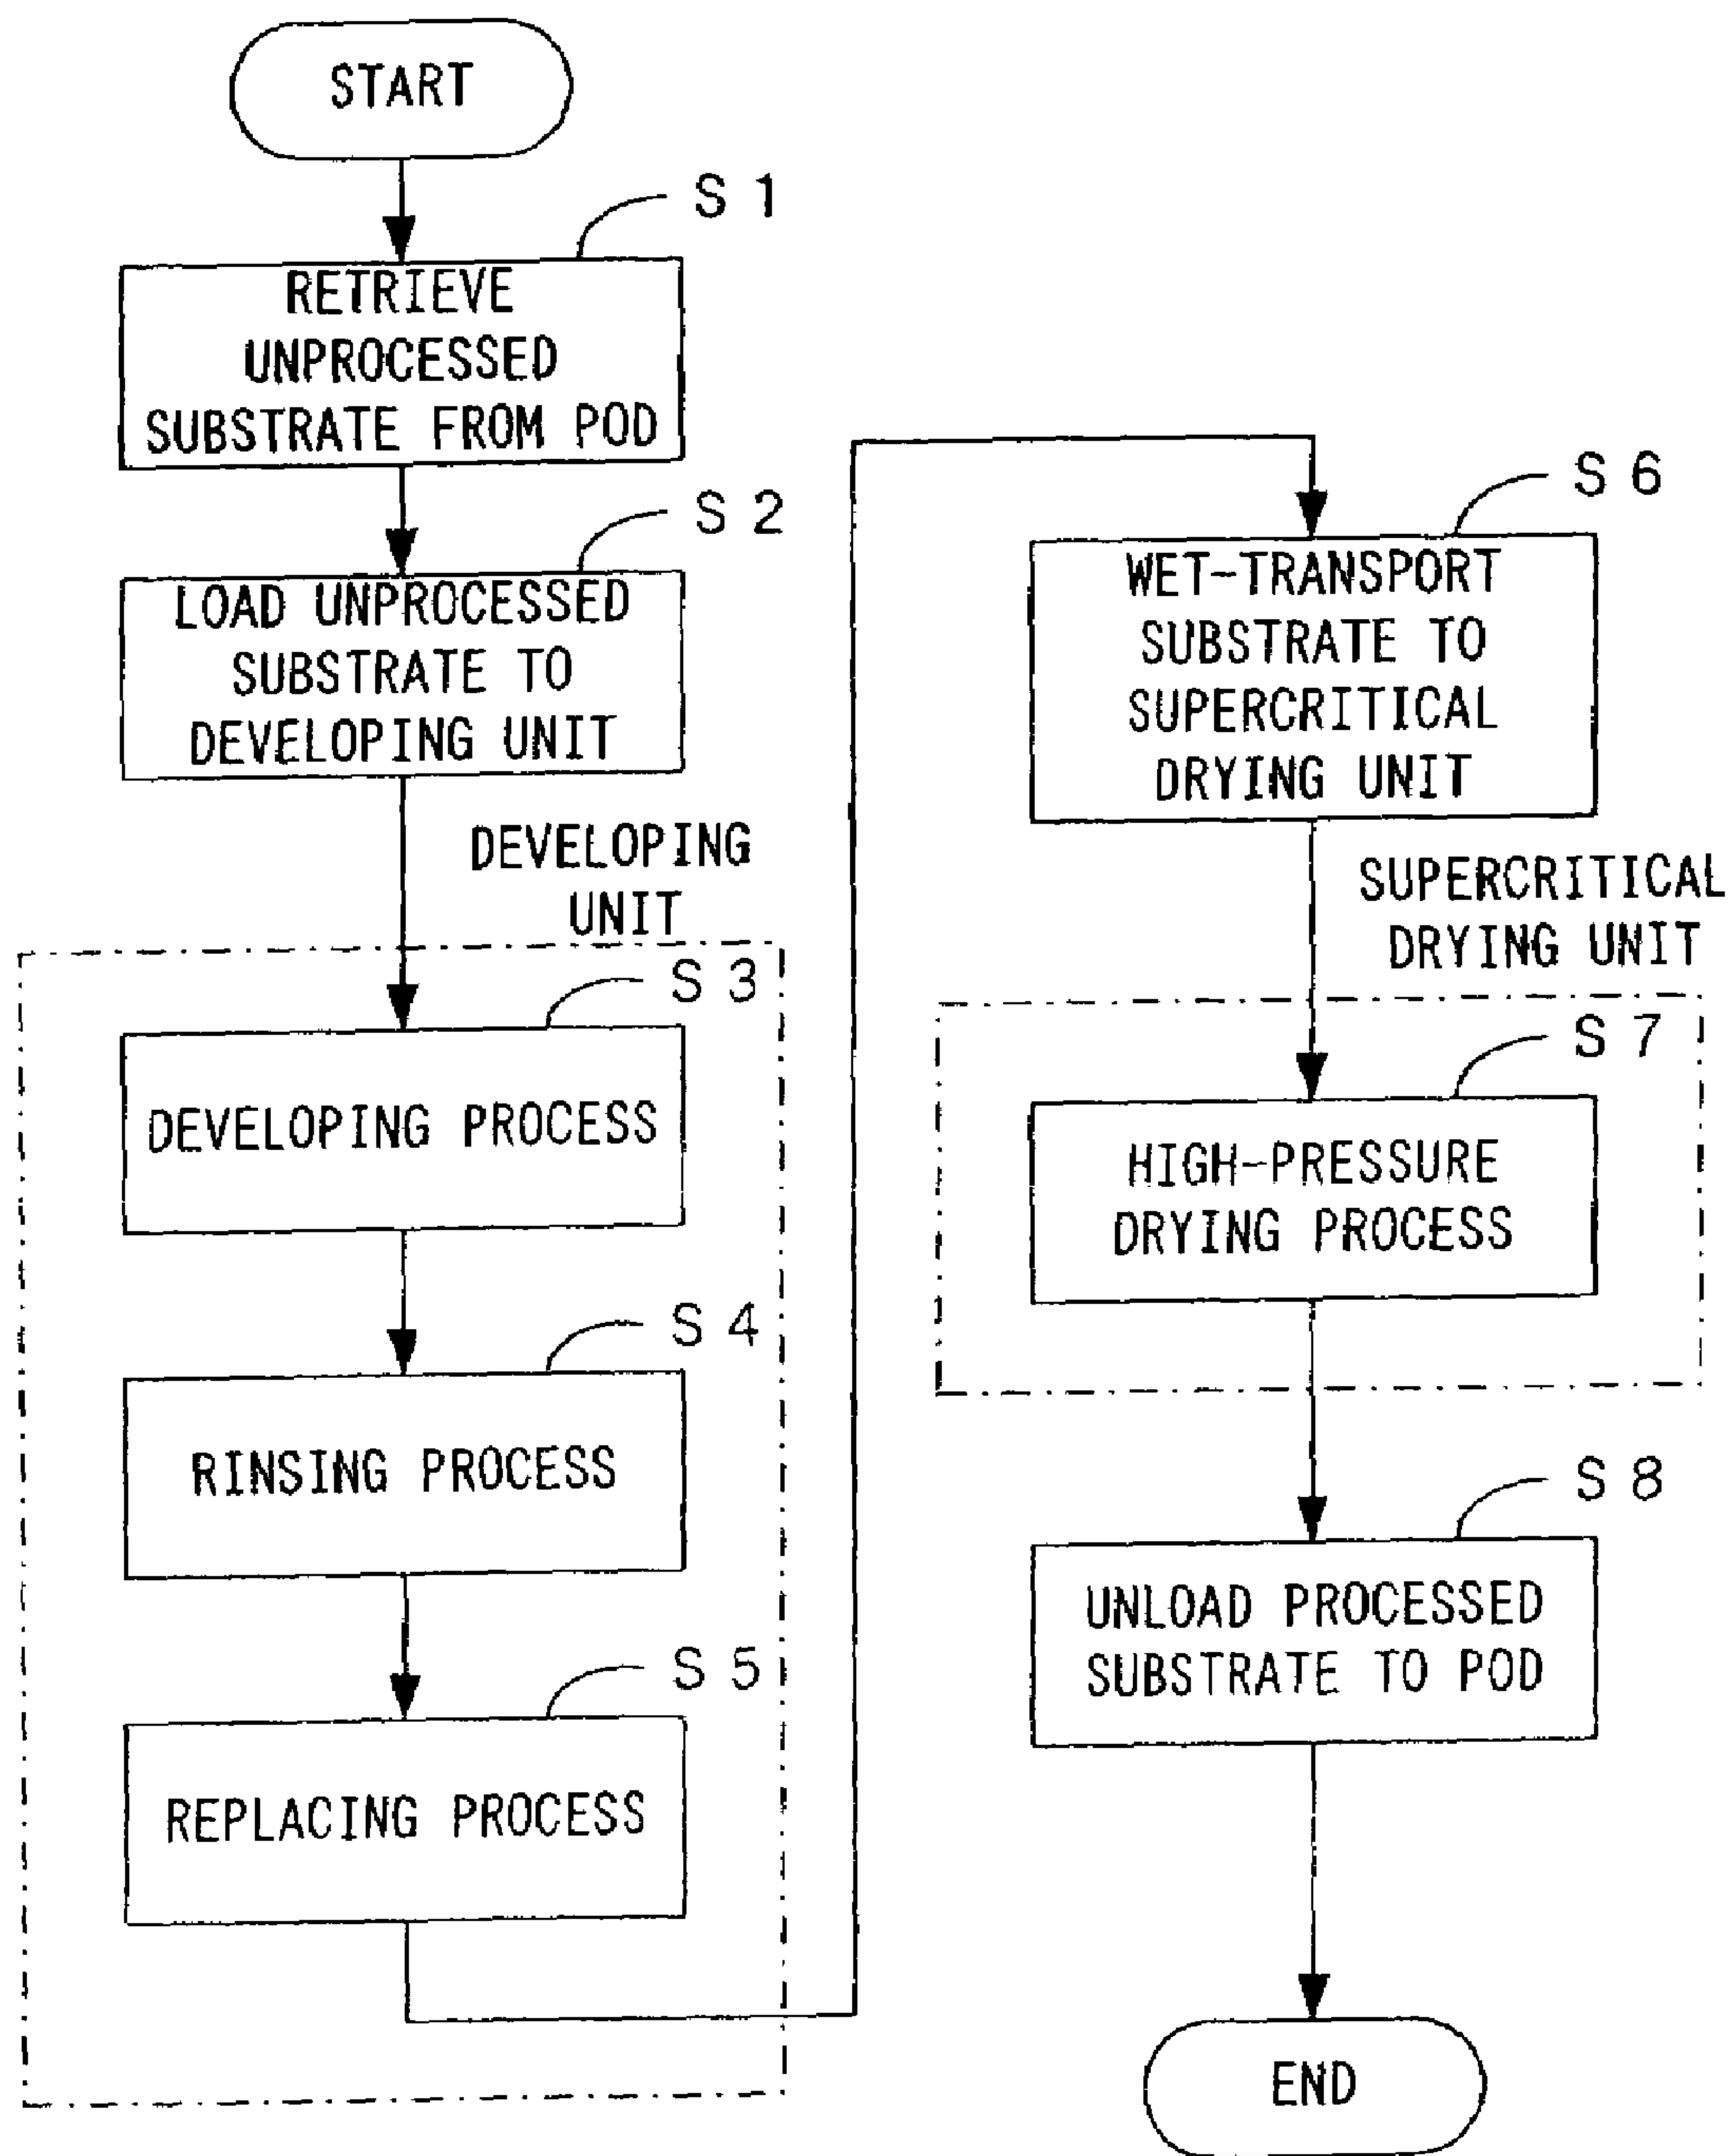 START
S 1
RETRIEVE
UNPROCESSED
SUBSTRATE FROM POD
S 2
LOAD UNPROCESSED
SUBSTRATE TO
DEVELOPING UNIT
DEVELOPING
UNIT
S 3
DEVELOPING PROCESS
S 4
RINSING PROCESS
S 5
REPLACING PROCESS
S 6
WET-TRANSPORT
SUBSTRATE TO
SUPERCRITICAL
DRYING UNIT
SUPERCRITICAL
DRYING UNIT
S 7
HIGH-PRESSURE
DRYING PROCESS
S 8
UNLOAD PROCESSED
SUBSTRATE TO POD
END